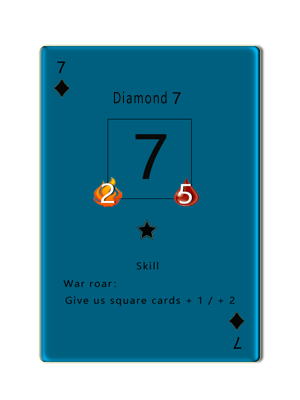 7
Diamond 7
7
2 5
Skill
War roar:
Give us square cards + 1 / + 2
7